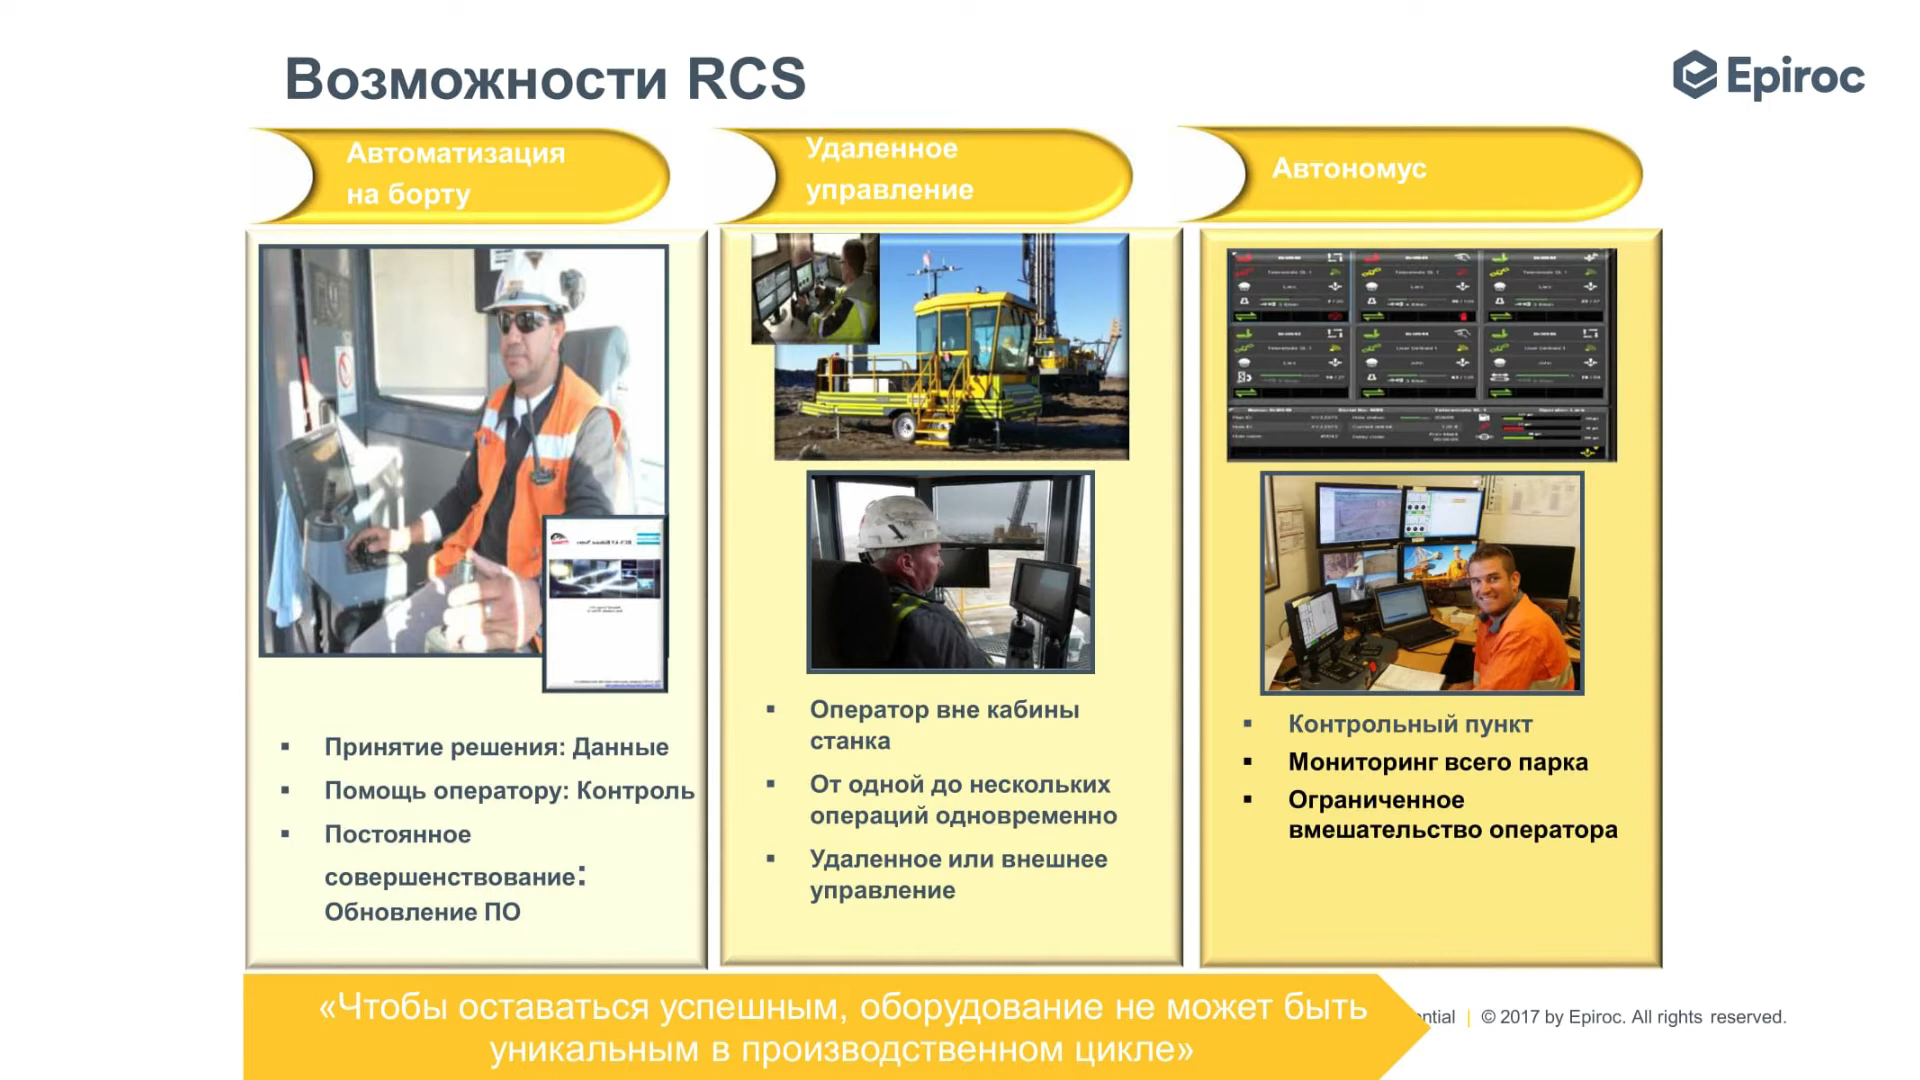 Возможности RCS
Epiroc
Автоматизация
на борту
Удаленное
управление
Автономус
Принятие решения: Данные
Помощь оператору: Контроль
Постоянное
совершенствование:
Обновление ПО
Оператор вне кабины
станка
От одной до нескольких
операций одновременно
Удаленное или внешнее
управление
Контрольный пункт
Мониторинг всего парка
Ограниченное
вмешательство оператора
«Чтобы оставаться успешным, оборудование не может быть
уникальным в производственном цикле»
ntial | © 2017 by Epiroc. All rights reserved.